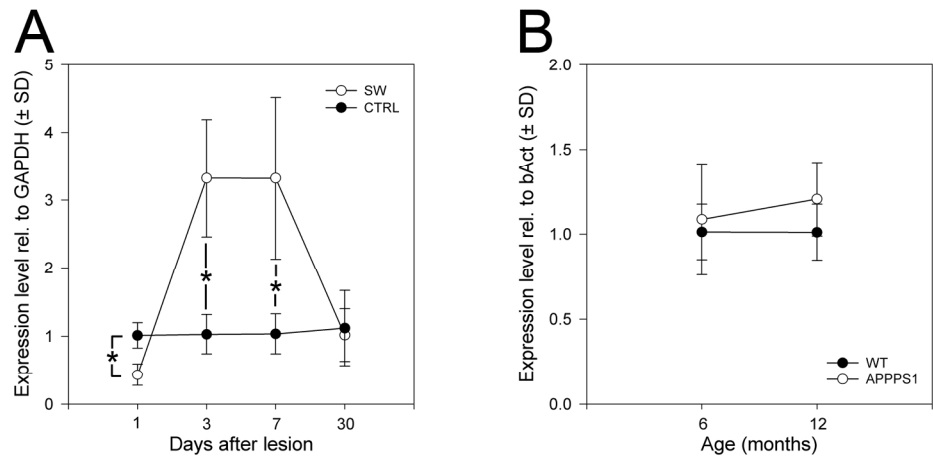 A
Expression level rel. to GAPDH (± SD)
5
4
3
2
1
0
SW
CTRL
*
*
*
1
3
7
30
Days after lesion
B
Expression level rel. to bAct (± SD)
2.0
1.5
1.0
0.5
0.0
WT
APPPS1
6
12
Age (months)